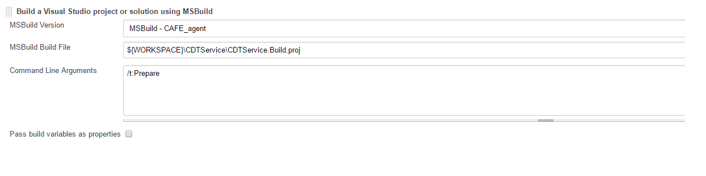 Build a Visual Studio project or solution using MSBuild
MSBuild Version
MSBuild - CAFE_agent
MSBuild Build File
${WORKSPACE}\CDTService\CDTService.Build.proj
Command Line Arguments
/t:Prepare
Pass build variables as properties